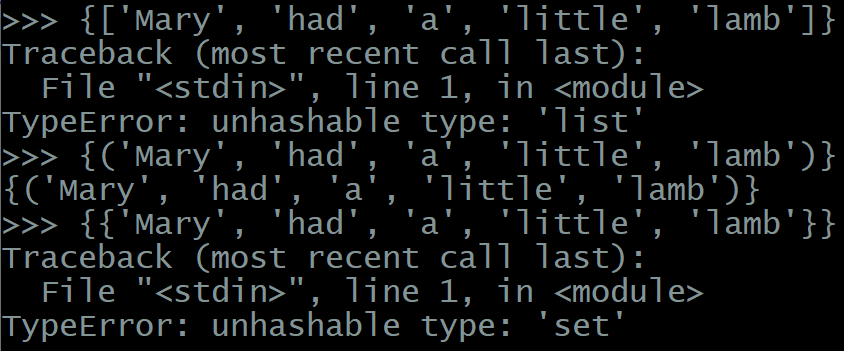 >>> {['Mary', 'had', 'a', 'little', 'lamb']}
Traceback (most recent call last):
  File "<stdin>", line 1, in <module>
TypeError: unhashable type: 'list'
>>> {('Mary', 'had', 'a', 'little', 'lamb')}
{('Mary', 'had', 'a', 'little', 'lamb')}
>>> {{'Mary', 'had', 'a', 'little', 'lamb'}}
Traceback (most recent call last):
  File "<stdin>", line 1, in <module>
TypeError: unhashable type: 'set'